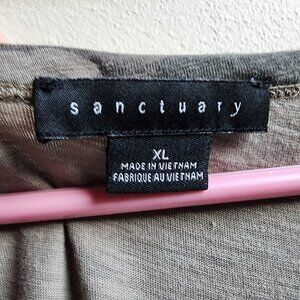 sanctuary
XL
MADE IN VIETNAM
FABRIQUE AU VIETNAM